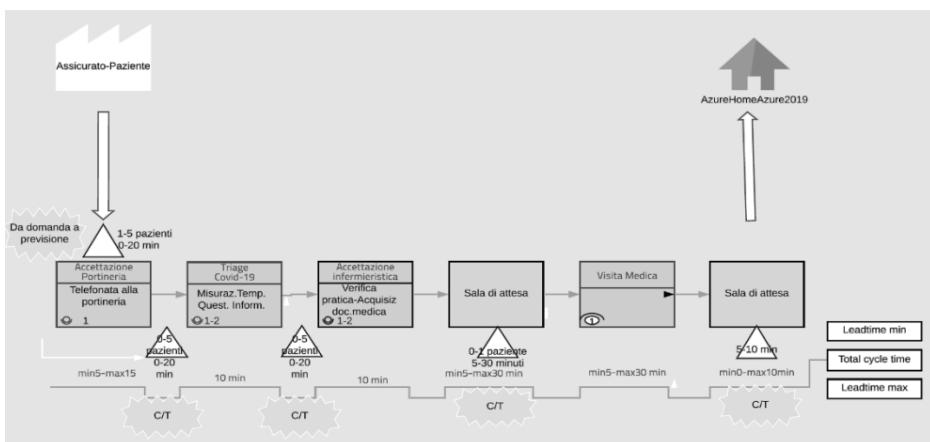 Assicurato-Paziente
AzureHomeAzure2019
Da domanda a
previsione
1-5 pazienti
0-20 min
Accettazione
Portineria
Telefonata alla
portineria
1
Triage
Covid-19
Misuraz.Temp.
Quest. Inform.
1-2
Accettazione
infermieristica
Verifica
pratica-Acquisiz
doc.medica
1-2
Sala di attesa
Visita Medica
1
Sala di attesa
0-5
pazienti
0-20
min
0-5
pazienti
0-20
min
0-1 paziente
5-30 minuti
5-10 min
min5-max15
10 min
10 min
min5-max30 min
min5-max30 min
min0-max10min
C/T
C/T
C/T
C/T
Leadtime min
Total cycle time
Leadtime max